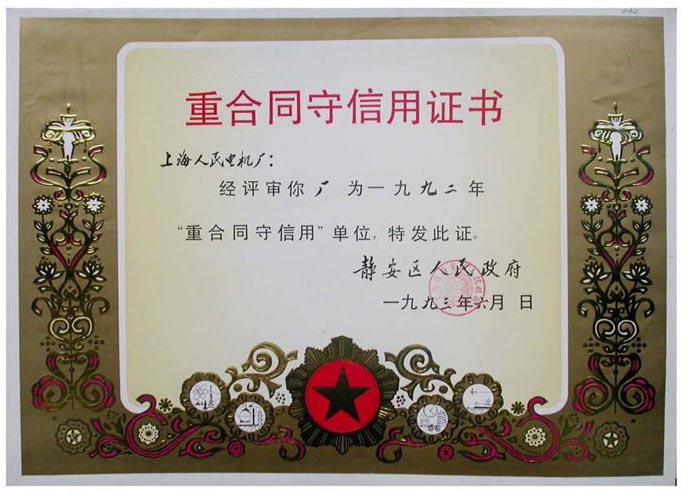 重合同守信用证书
上海人民电机厂：
经评审你厂为一九九二年
“重合同守信用”单位，特发此证。
静安区人民政府
一九九三年六月 日